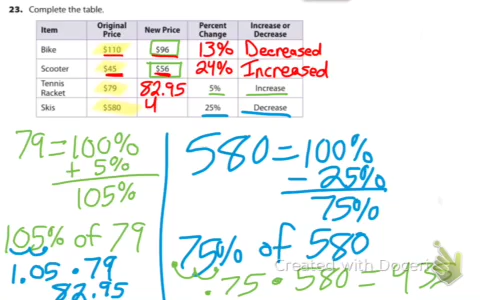 23. Complete the table.
Item Original Price New Price Percent Change Increase or Decrease
Bike $110 $96 13% Decreased
Scooter $45 $56 24% Increased
Tennis Racket $79 82.95 5% Increase
Skis $580 4 25% Decrease
79 = 100%
+ 5%
105%
105% of 79
1.05 · 79
82.95
580 = 100%
- 25%
75%
75% of 580
.75 · 580 = 435
Created with Doceri